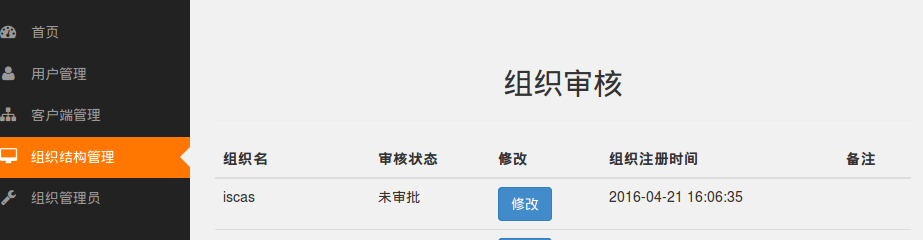 首页
用户管理
客户端管理
组织结构管理
组织管理员
组织审核
组织名 审核状态 修改 组织注册时间 备注
iscas 未审批 修改 2016-04-21 16:06:35